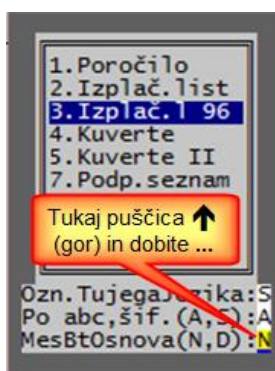 1.Poročilo
2.Izplač.list
3.Izplač.l 96
4.Kuverte
5.Kuverte II
7.Podp.seznam
Tukaj puščica ↑
(gor) in dobite ...
Ozn.TujegaJezika:S
Po abc,šif.(A,S):A
MesBtOsnova(N,D):N